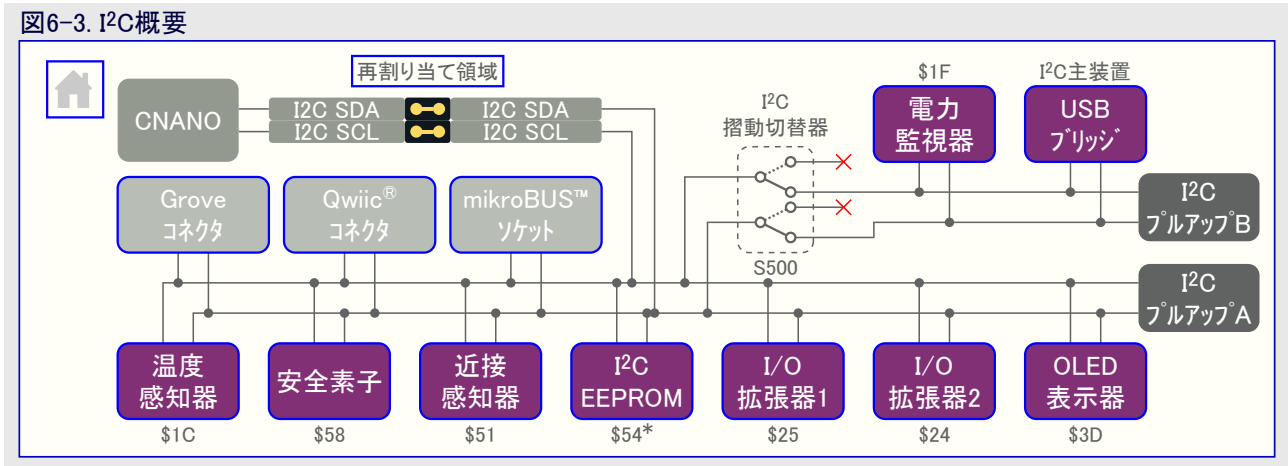 図6-3. I²C概要
再割り当て領域
CNANO
I2C SDA
I2C SDA
I2C SCL
I2C SCL
I²C
摺動切替器
S500
$1F
電力
監視器
I²C主装置
USB
ブリッジ
I²C
プルアップB
Grove
コネクタ
Qwiic®
コネクタ
mikroBUS™
ソケット
I²C
プルアップA
温度
感知器
$1C
安全素子
$58
近接
感知器
$51
I²C
EEPROM
$54*
I/O
拡張器1
$25
I/O
拡張器2
$24
OLED
表示器
$3D